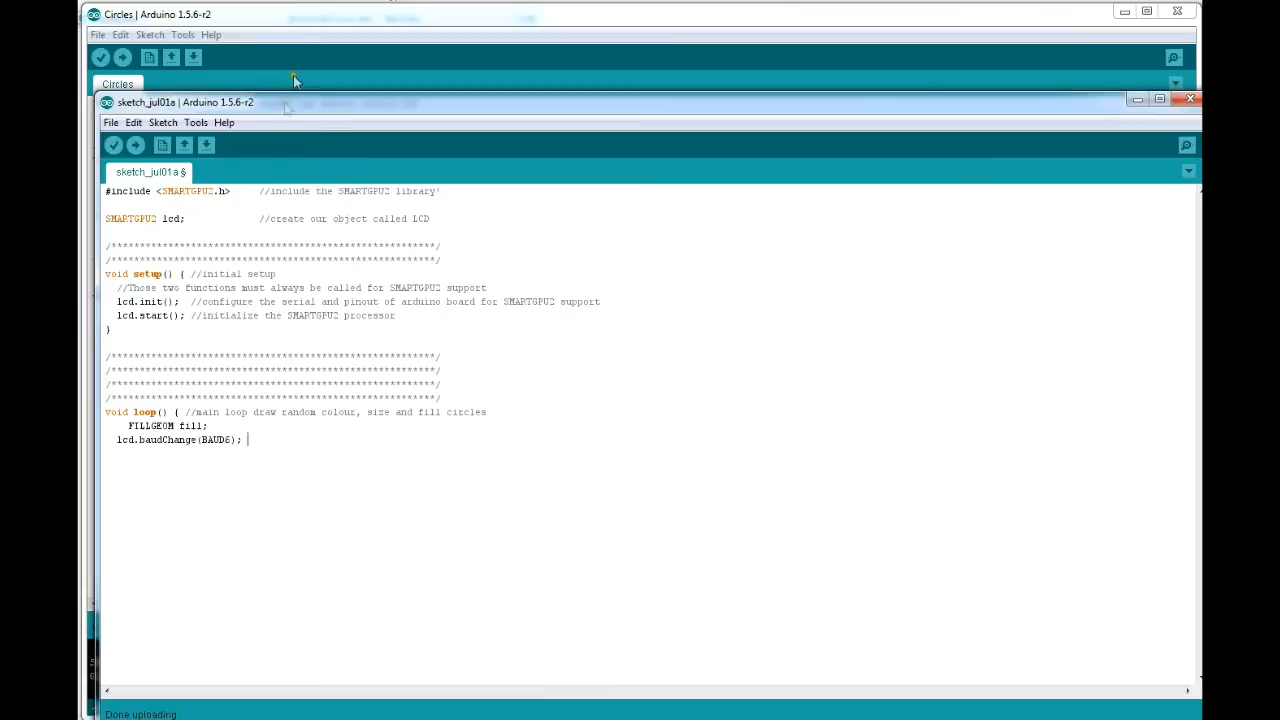 Circles | Arduino 1.5.6-r2
File Edit Sketch Tools Help
Circles
sketch_jul01a | Arduino 1.5.6-r2
File Edit Sketch Tools Help
sketch_jul01a §
#include <SMARTGPU2.h> //include the SMARTGPU2 library!
SMARTGPU2 lcd; //create our object called LCD
/*********************************************************/
/*********************************************************/
void setup() { //initial setup
//Those two functions must always be called for SMARTGPU2 support
lcd.init(); //configure the serial and pinout of arduino board for SMARTGPU2 support
lcd.start(); //initialize the SMARTGPU2 processor
}
/*********************************************************/
/*********************************************************/
/*********************************************************/
/*********************************************************/
void loop() { //main loop draw random colour, size and fill circles
FILLGEOM fill;
lcd.baudChange(BAUD6);
Done uploading.